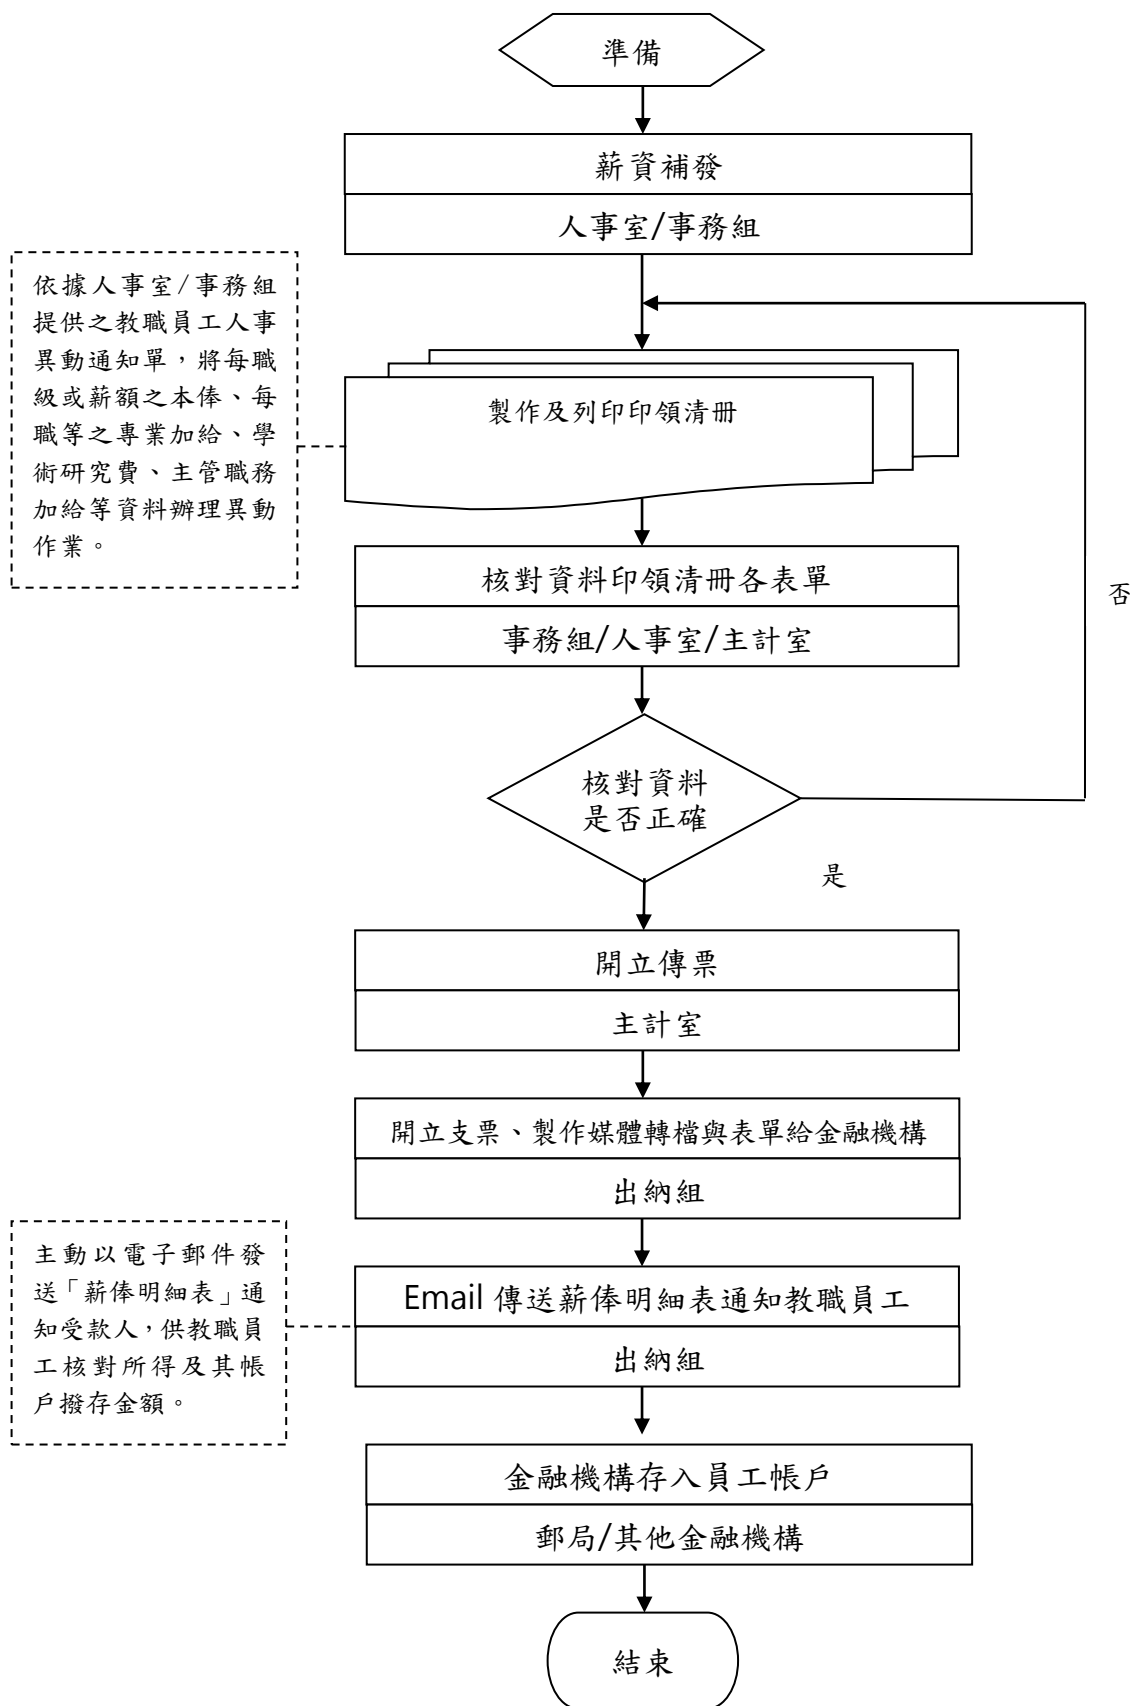 準備
薪資補發
人事室/事務組
依據人事室/事務組
提供之教職員工人事
異動通知單，將每職
級或薪額之本俸、每
職等之專業加給、學
術研究費、主管職務
加給等資料辦理異動
作業。
製作及列印印領清冊
核對資料印領清冊各表單
事務組/人事室/主計室
否
核對資料
是否正確
是
開立傳票
主計室
開立支票、製作媒體轉檔與表單給金融機構
出納組
主動以電子郵件發
送「薪俸明細表」通
知受款人，供教職員
工核對所得及其帳
戶撥存金額。
Email 傳送薪俸明細表通知教職員工
出納組
金融機構存入員工帳戶
郵局/其他金融機構
結束